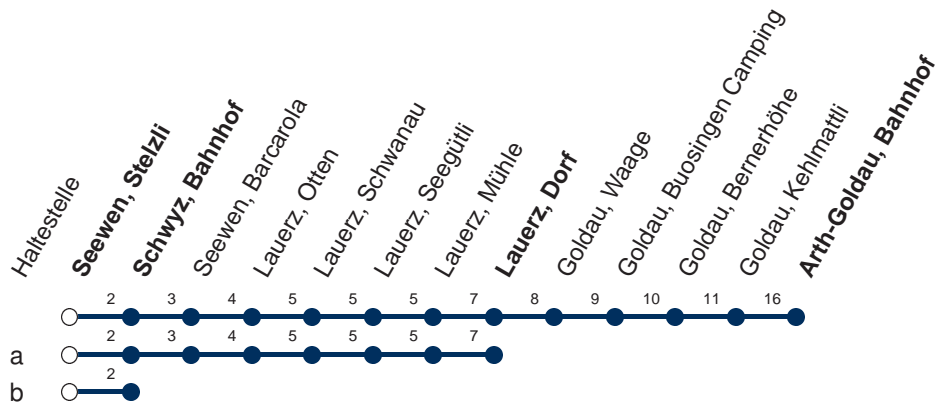 Haltestelle
Seewen, Stelzli
Schwyz, Bahnhof
Seewen, Barcarola
Lauerz, Otten
Lauerz, Schwanau
Lauerz, Seegütli
Lauerz, Mühle
Lauerz, Dorf
Goldau, Waage
Goldau, Buosingen Camping
Goldau, Bernerhöhe
Goldau, Kehlmattli
Arth-Goldau, Bahnhof
2 3 4 5 5 5 7 8 9 10 11 16
a 2 3 4 5 5 5 7
b 2